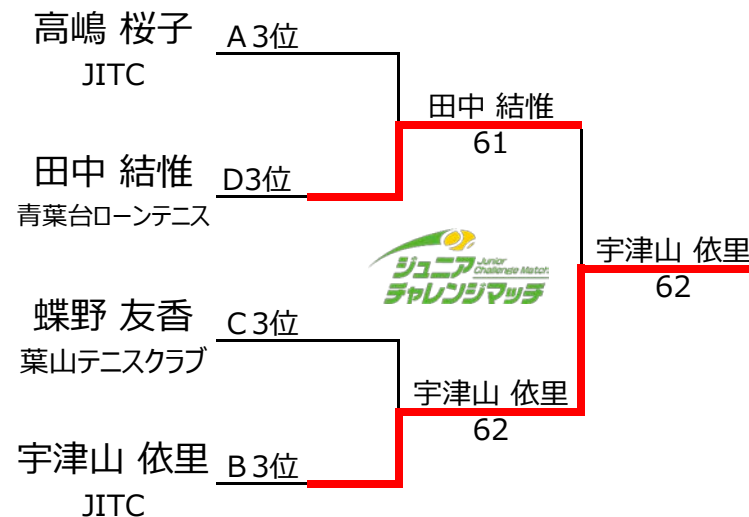 高嶋 桜子
A 3位
JITC
田中 結惟
61
田中 結惟
D3位
青葉台ローンテニス
宇津山 依里
62
ジュニア
Junior
Challenge Match
チャレンジマッチ
蝶野 友香
C 3位
葉山テニスクラブ
宇津山 依里
62
宇津山 依里
B 3位
JITC